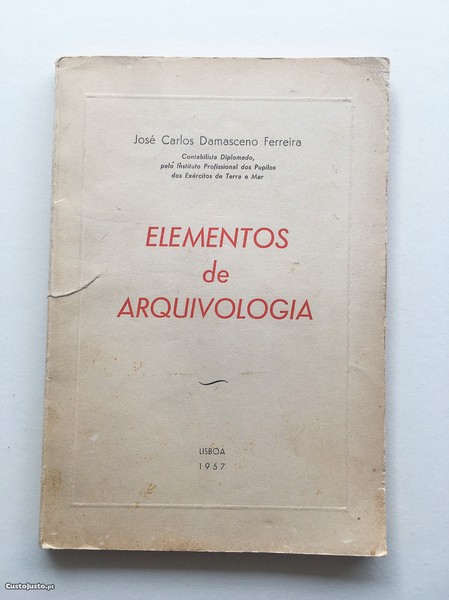 José Carlos Damasceno Ferreira
Contabilista Diplomado,
pelo Instituto Profissional dos Pupilos
dos Exércitos de Terra e Mar
ELEMENTOS
de
ARQUIVOLOGIA
LISBOA
1957
CustoJusto.pt